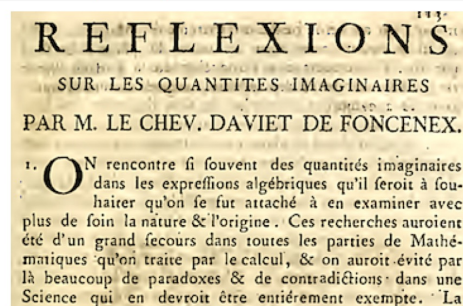 113.
REFLEXIONS
SUR LES QUANTITES IMAGINAIRES
PAR M. LE CHEV. DAVIET DE FONCENEX.
1. ON rencontre ſi ſouvent des quantités imaginaires
dans les expreſſions algébriques qu'il ſeroit à ſou-
haiter qu'on ſe fut attaché à en examiner avec
plus de ſoin la nature & l'origine. Ces recherches auroient
été d'un grand ſecours dans toutes les parties de Mathé-
matiques qu'on traite par le calcul, & on auroit évité par
là beaucoup de paradoxes & de contradictions dans une
Science qui en devroit être entiérement exempte. La